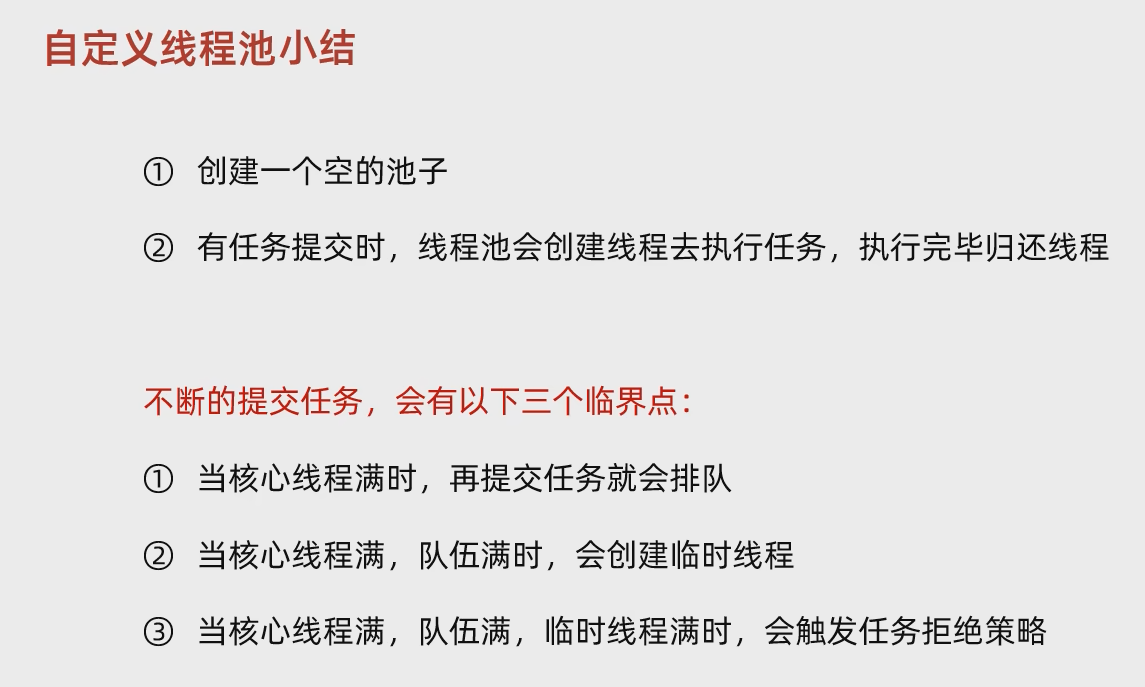 自定义线程池小结
① 创建一个空的池子
② 有任务提交时，线程池会创建线程去执行任务，执行完毕归还线程
不断的提交任务，会有以下三个临界点：
① 当核心线程满时，再提交任务就会排队
② 当核心线程满，队伍满时，会创建临时线程
③ 当核心线程满，队伍满，临时线程满时，会触发任务拒绝策略